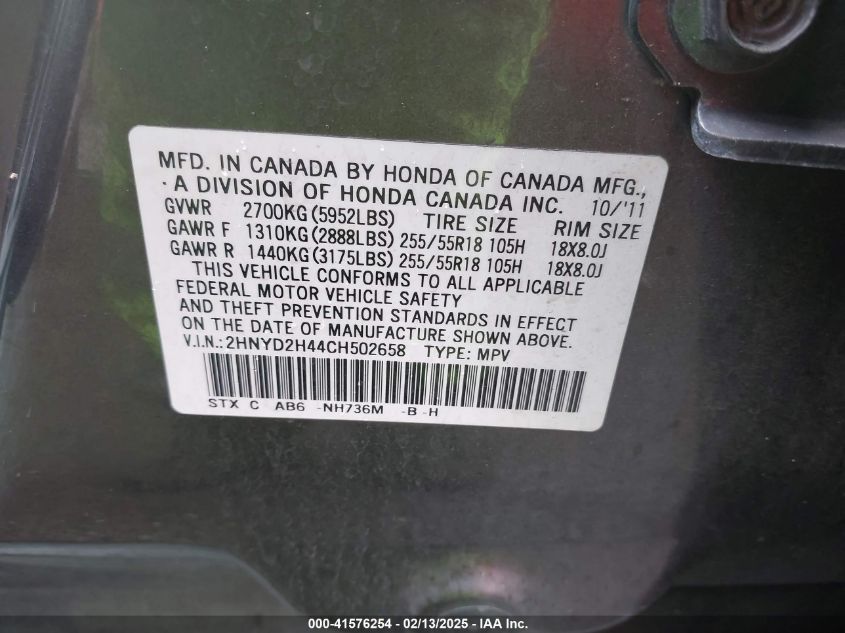 MFD. IN CANADA BY HONDA OF CANADA MFG.,
A DIVISION OF HONDA CANADA INC. 10/'11
GVWR 2700KG (5952LBS) TIRE SIZE RIM SIZE
GAWR F 1310KG (2888LBS) 255/55R18 105H 18X8.0J
GAWR R 1440KG (3175LBS) 255/55R18 105H 18X8.0J
THIS VEHICLE CONFORMS TO ALL APPLICABLE
FEDERAL MOTOR VEHICLE SAFETY
AND THEFT PREVENTION STANDARDS IN EFFECT
ON THE DATE OF MANUFACTURE SHOWN ABOVE.
V.I.N.: 2HNYD2H44CH502658 TYPE: MPV
STX C AB6 -NH736M -B -H
000-41576254 - 02/13/2025 - IAA Inc.